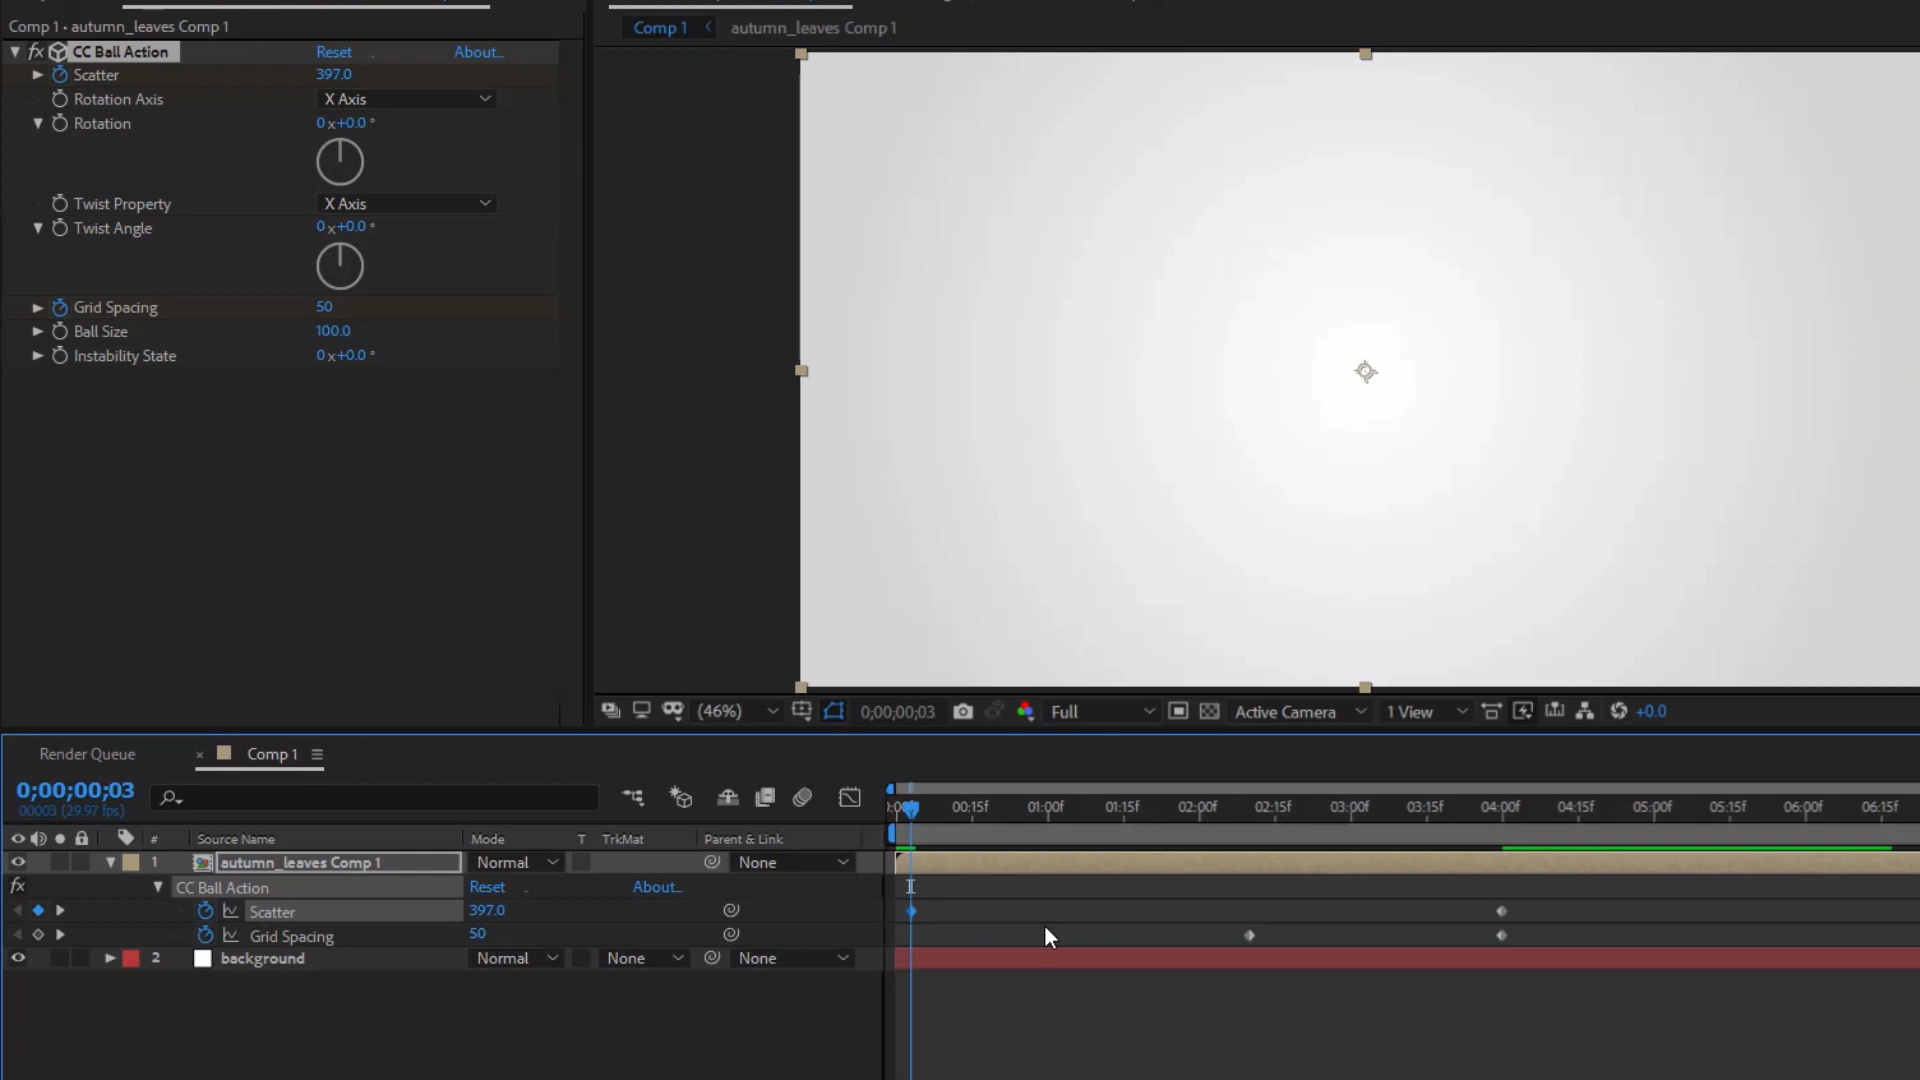 Comp 1 • autumn_leaves Comp 1
fx CC Ball Action Reset About...
Scatter 397.0
Rotation Axis X Axis
Rotation 0 x+0.0 °
Twist Property X Axis
Twist Angle 0 x+0.0 °
Grid Spacing 50
Ball Size 100.0
Instability State 0 x+0.0 °
Comp 1 autumn_leaves Comp 1
(46%) 0;00;00;03 Full Active Camera 1 View +0.0
Render Queue × Comp 1
0;00;00;03
00003 (29.97 fps)
00:15f 01:00f 01:15f 02:00f 02:15f 03:00f 03:15f 04:00f 04:15f 05:00f 05:15f 06:00f 06:15f
# Source Name Mode T TrkMat Parent & Link
1 autumn_leaves Comp 1 Normal None
fx CC Ball Action Reset About...
Scatter 397.0
Grid Spacing 50
2 background Normal None None